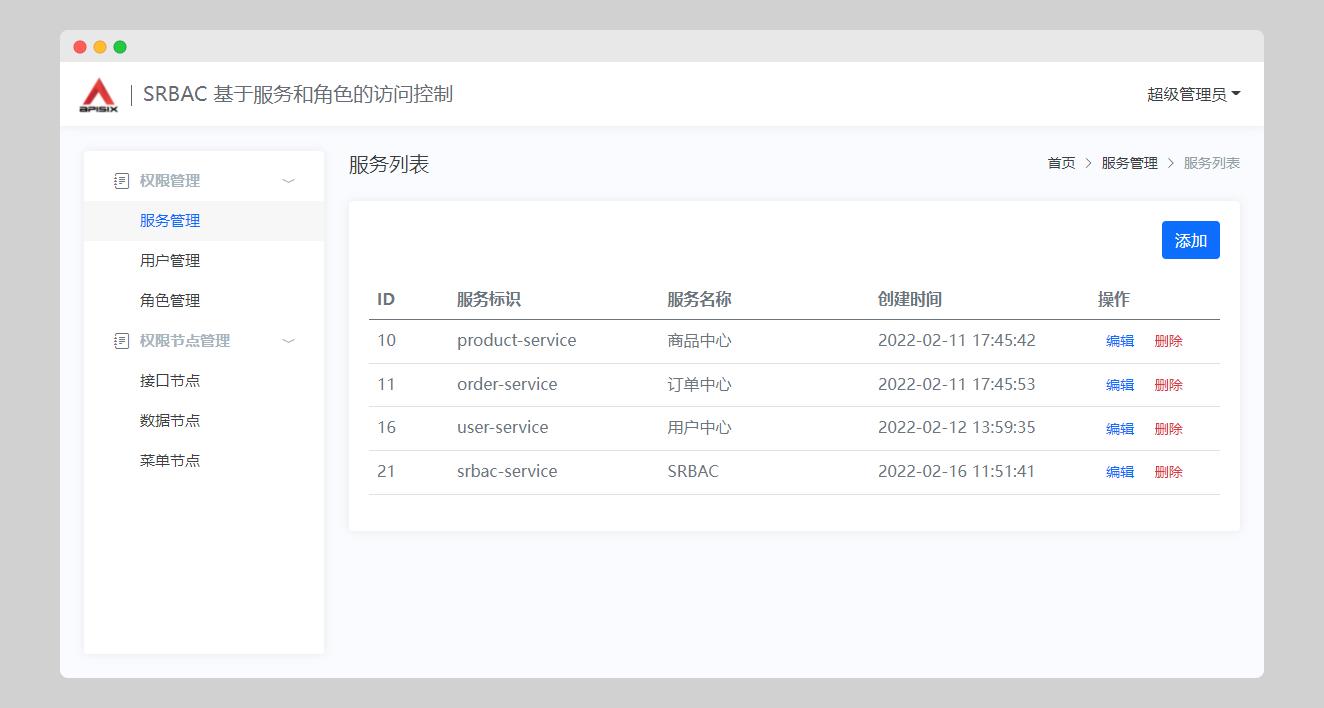 APISIX
SRBAC 基于服务和角色的访问控制
超级管理员
权限管理
服务管理
用户管理
角色管理
权限节点管理
接口节点
数据节点
菜单节点
服务列表
首页 > 服务管理 > 服务列表
添加
ID 服务标识 服务名称 创建时间 操作
10 product-service 商品中心 2022-02-11 17:45:42 编辑 删除
11 order-service 订单中心 2022-02-11 17:45:53 编辑 删除
16 user-service 用户中心 2022-02-12 13:59:35 编辑 删除
21 srbac-service SRBAC 2022-02-16 11:51:41 编辑 删除